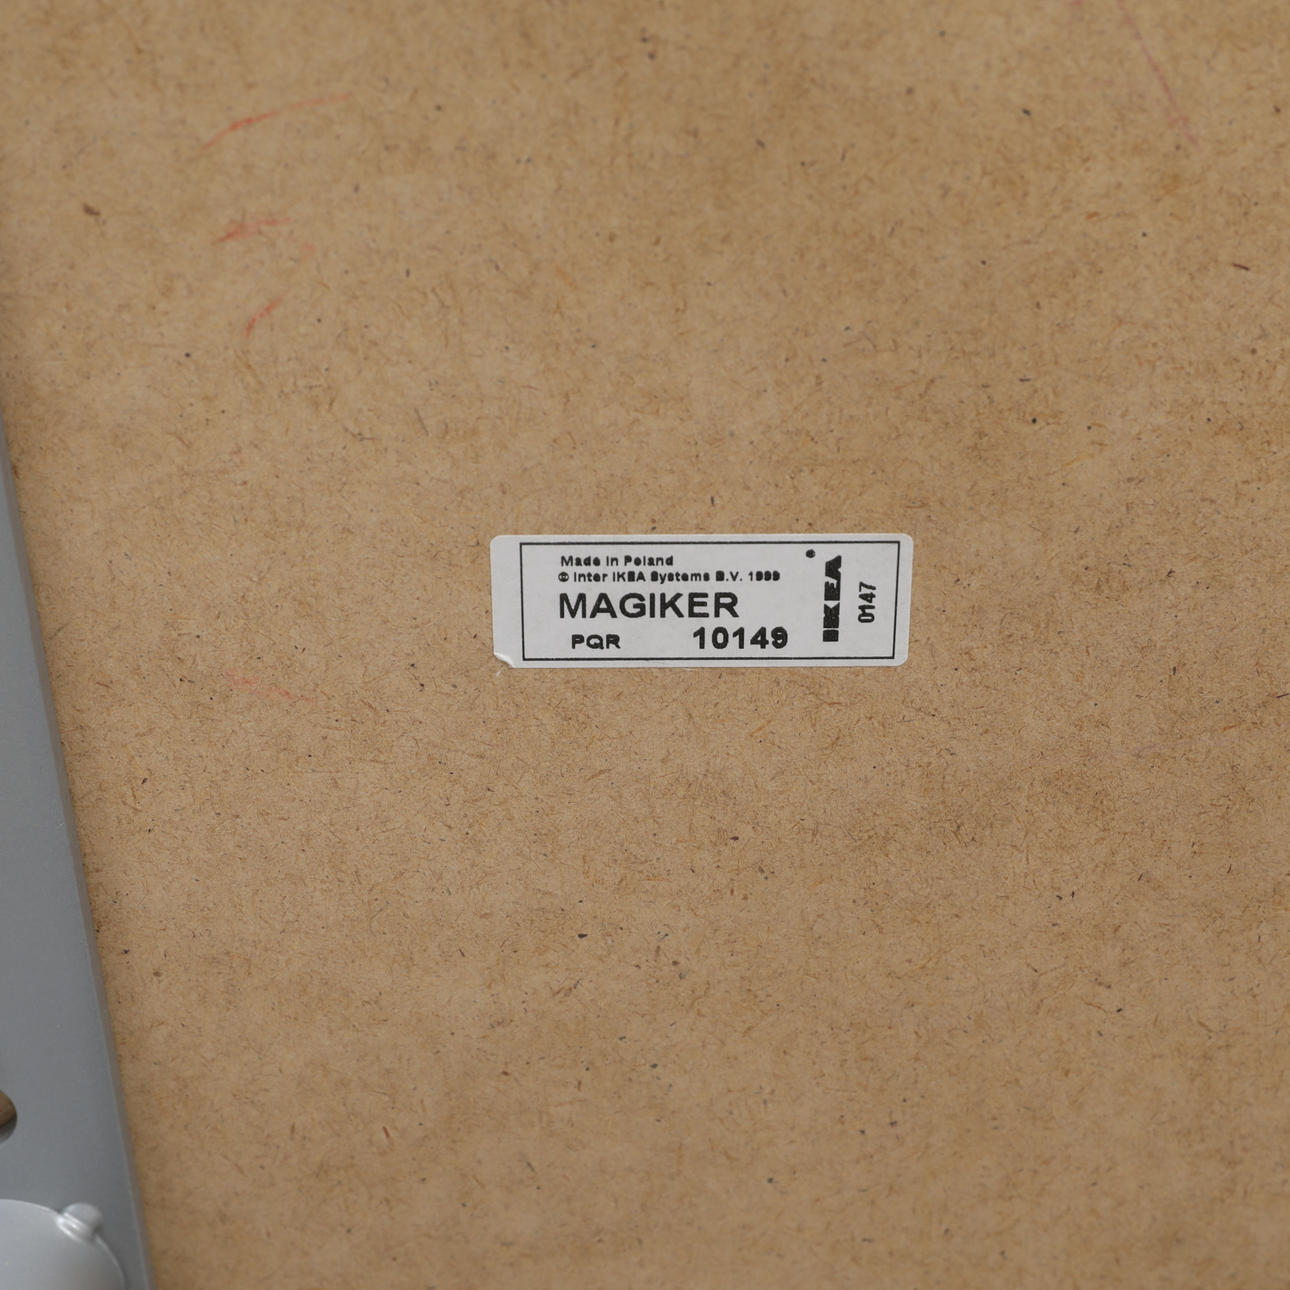 Made in Poland
© Inter IKEA Systems B.V. 1999
MAGIKER
PQR 10149
IKEA
0147